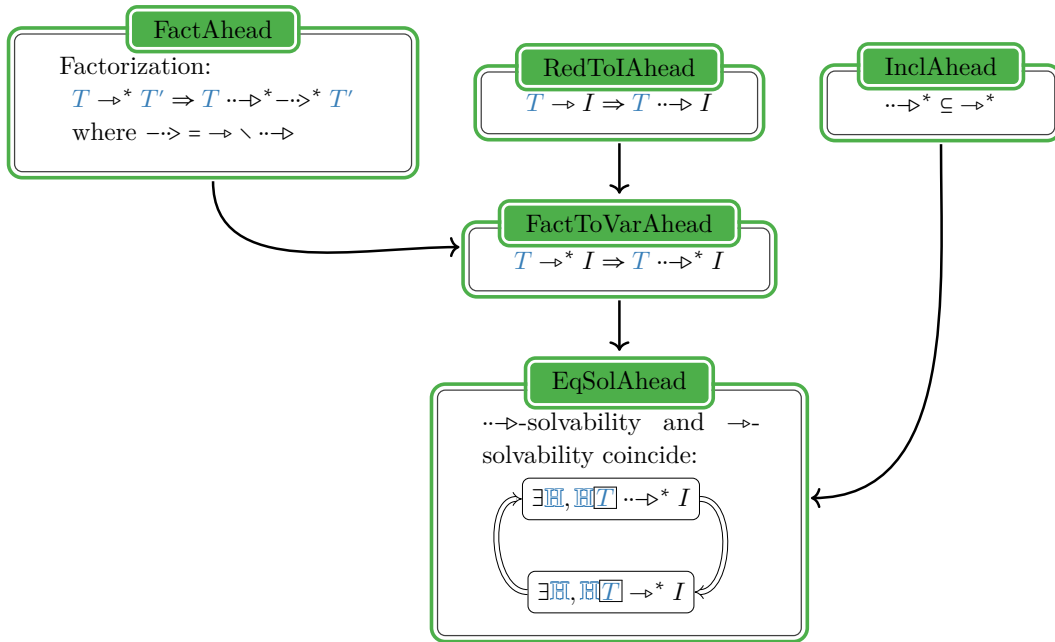 FactAhead
Factorization:
T ⇾* T′ ⇒ T ··⇾* -·->* T′
where -·-> = ⇾ ∖ ··⇾
RedToIAhead
T ⇾ I ⇒ T ··⇾ I
InclAhead
··⇾* ⊆ ⇾*
FactToVarAhead
T ⇾* I ⇒ T ··⇾* I
EqSolAhead
··⇾-solvability and ⇾-
solvability coincide:
∃ℍ, ℍ[T] ··⇾* I
∃ℍ, ℍ[T] ⇾* I